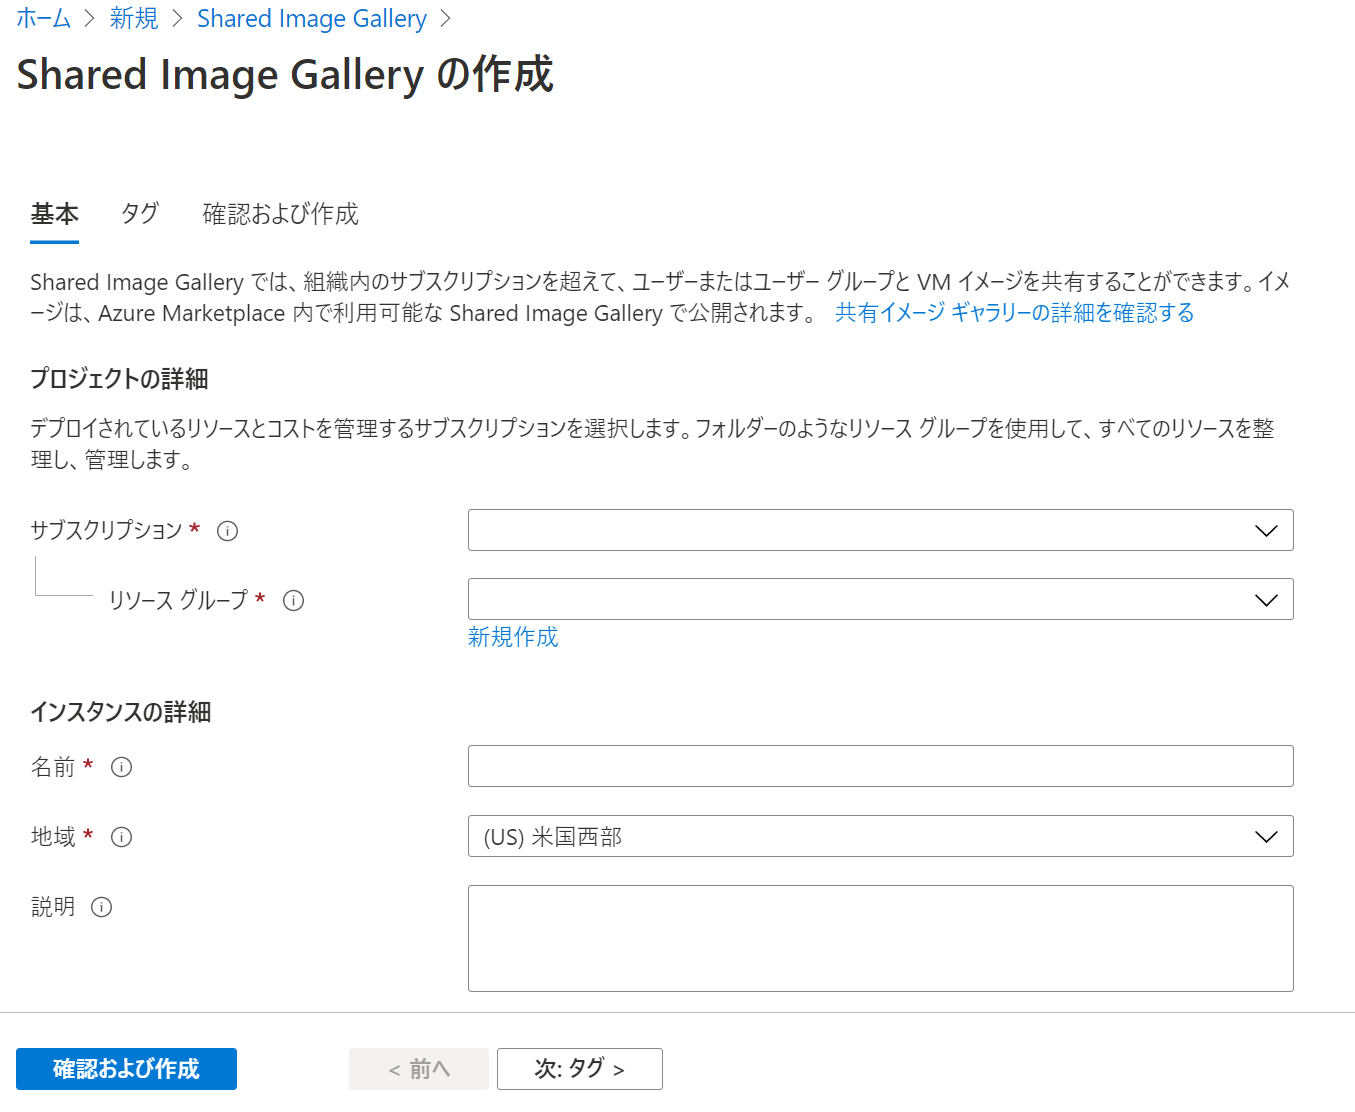 ホーム > 新規 > Shared Image Gallery >
Shared Image Gallery の作成
基本 タグ 確認および作成
Shared Image Gallery では、組織内のサブスクリプションを超えて、ユーザーまたはユーザー グループと VM イメージを共有することができます。イメ
ージは、Azure Marketplace 内で利用可能な Shared Image Gallery で公開されます。 共有イメージ ギャラリーの詳細を確認する
プロジェクトの詳細
デプロイされているリソースとコストを管理するサブスクリプションを選択します。フォルダーのようなリソース グループを使用して、すべてのリソースを整
理し、管理します。
サブスクリプション *
リソース グループ *
新規作成
インスタンスの詳細
名前 *
地域 * (US) 米国西部
説明
確認および作成 < 前へ 次: タグ >